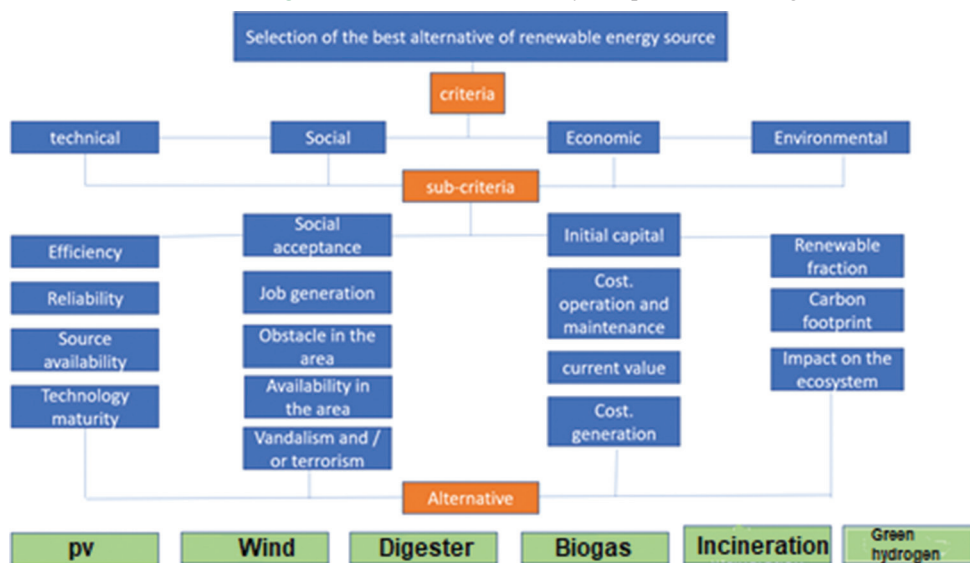 Selection of the best alternative of renewable energy source
criteria
technical
Social
Economic
Environmental
sub-criteria
Efficiency
Reliability
Source
availability
Technology
maturity
Social
acceptance
Job generation
Obstacle in the
area
Availability in
the area
Vandalism and /
or terrorism
Initial capital
Cost.
operation and
maintenance
current value
Cost.
generation
Renewable
fraction
Carbon
footprint
Impact on the
ecosystem
Alternative
pv
Wind
Digester
Biogas
Incineration
Green
hydrogen